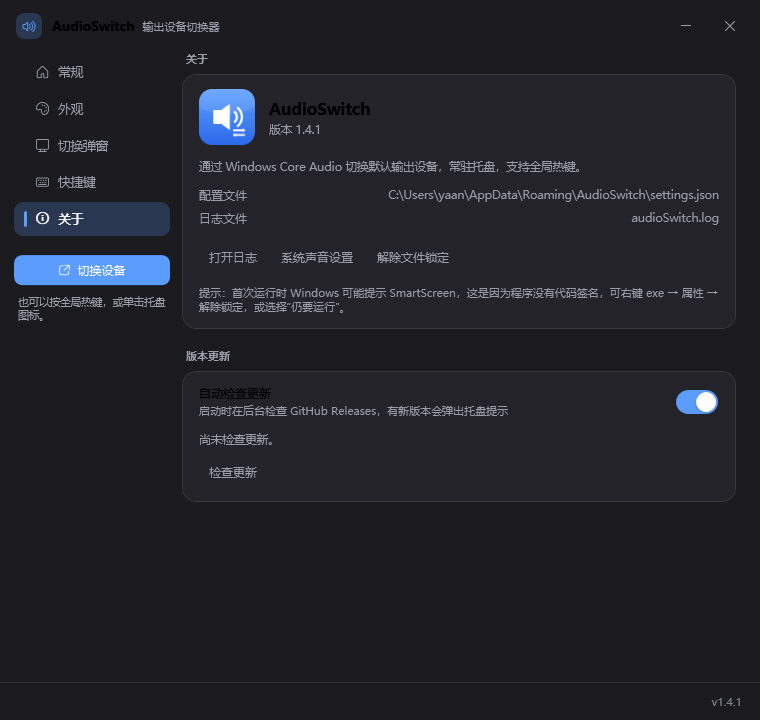 AudioSwitch 输出设备切换器
常规
外观
切换弹窗
快捷键
关于
切换设备
也可以按全局热键，或单击托盘
图标。
关于
AudioSwitch
版本 1.4.1
通过 Windows Core Audio 切换默认输出设备，常驻托盘，支持全局热键。
配置文件 C:\Users\yaan\AppData\Roaming\AudioSwitch\settings.json
日志文件 audioSwitch.log
打开日志 系统声音设置 解除文件锁定
提示：首次运行时 Windows 可能提示 SmartScreen，这是因为程序没有代码签名，可右键 exe → 属性 →
解除锁定，或选择“仍要运行”。
版本更新
自动检查更新
启动时在后台检查 GitHub Releases，有新版本会弹出托盘提示
尚未检查更新。
检查更新
v1.4.1